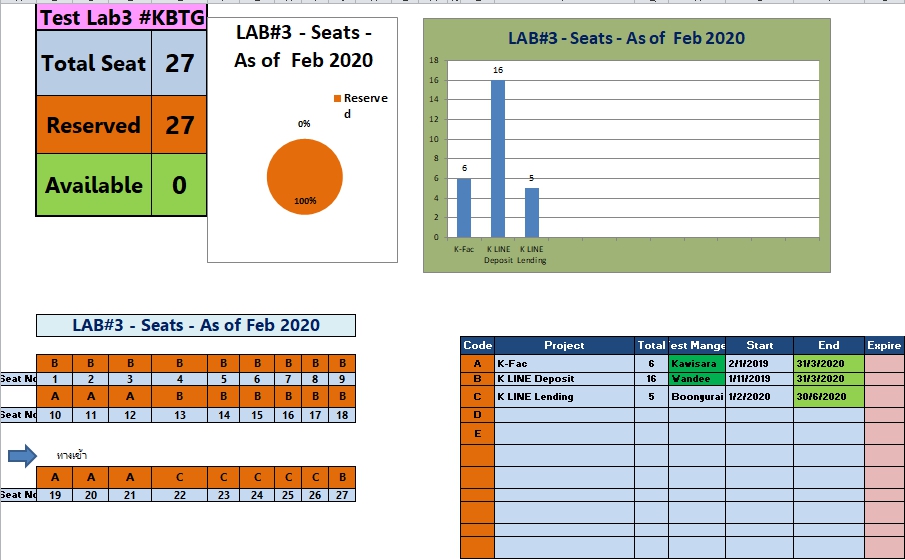 Test Lab3 #KBTG
Total Seat 27
Reserved 27
Available 0
LAB#3 - Seats -
As of Feb 2020
Reserve
d
0%
100%
LAB#3 - Seats - As of Feb 2020
18
16
14
12
10
8
6
4
2
0
6
16
5
K-Fac
K LINE
Deposit
K LINE
Lending
LAB#3 - Seats - As of Feb 2020
B B B B B B B B B
Seat No 1 2 3 4 5 6 7 8 9
A A A B B B B B B
Seat No 10 11 12 13 14 15 16 17 18
ทางเข้า
A A A C C C C C B
Seat No 19 20 21 22 23 24 25 26 27
Code Project Total est Mange Start End Expire
A K-Fac 6 Kawisara 2/1/2019 31/3/2020
B K LINE Deposit 16 Wandee 1/11/2019 31/3/2020
C K LINE Lending 5 Boonjurai 1/2/2020 30/6/2020
D
E